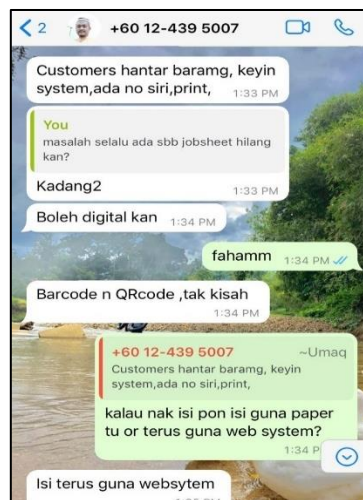 2
+60 12-439 5007
Customers hantar baramg, keyin
system,ada no siri,print,
1:33 PM
You
masalah selalu ada sbb jobsheet hilang
kan?
Kadang2
1:33 PM
Boleh digital kan
1:34 PM
fahamm
1:34 PM
Barcode n QRcode ,tak kisah
1:34 PM
+60 12-439 5007
~Umaq
Customers hantar baramg, keyin
system,ada no siri,print,
kalau nak isi pon isi guna paper
tu or terus guna web system?
1:34 P
Isi terus guna websytem